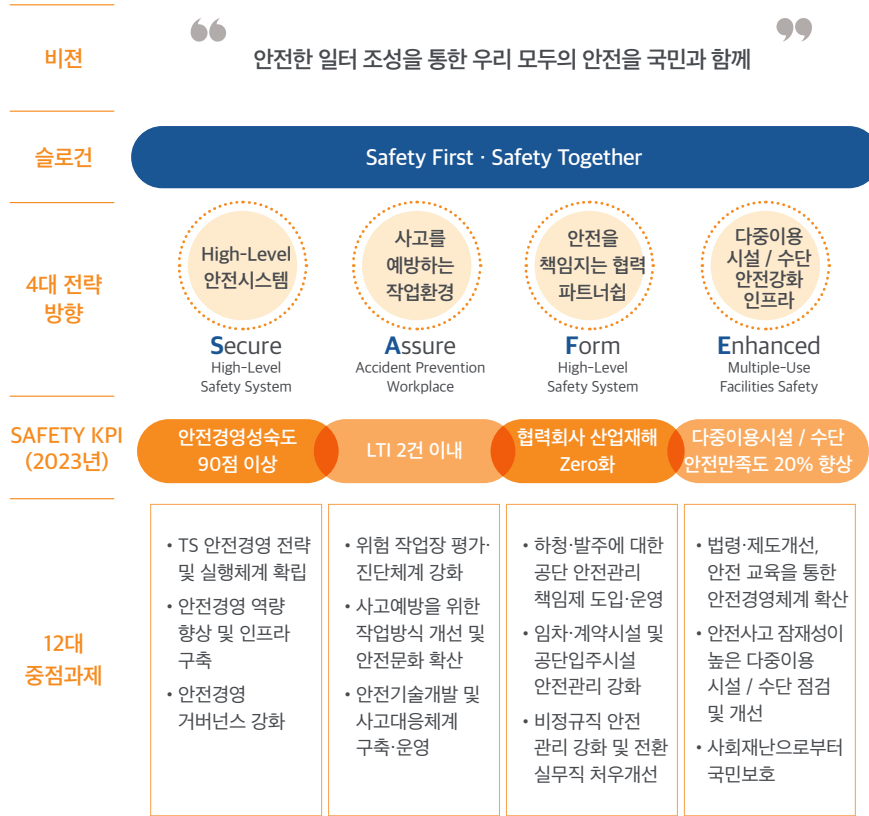 비젼
“ 안전한 일터 조성을 통한 우리 모두의 안전을 국민과 함께 ”
슬로건
Safety First · Safety Together
4대 전략
방향
High-Level
안전시스템
Secure
High-Level
Safety System
사고를
예방하는
작업환경
Assure
Accident Prevention
Workplace
안전을
책임지는 협력
파트너쉽
Form
High-Level
Safety System
다중이용
시설 / 수단
안전강화
인프라
Enhanced
Multiple-Use
Facilities Safety
SAFETY KPI
(2023년)
안전경영성숙도
90점 이상
LTI 2건 이내
협력회사 산업재해
Zero화
다중이용시설 / 수단
안전만족도 20% 향상
12대
중점과제
• TS 안전경영 전략
및 실행체계 확립
• 안전경영 역량
향상 및 인프라
구축
• 안전경영
거버넌스 강화
• 위험 작업장 평가·
진단체계 강화
• 사고예방을 위한
작업방식 개선 및
안전문화 확산
• 안전기술개발 및
사고대응체계
구축·운영
• 하청·발주에 대한
공단 안전관리
책임제 도입·운영
• 임차·계약시설 및
공단입주시설
안전관리 강화
• 비정규직 안전
관리 강화 및 전환
실무직 처우개선
• 법령·제도개선,
안전 교육을 통한
안전경영체계 확산
• 안전사고 잠재성이
높은 다중이용
시설 / 수단 점검
및 개선
• 사회재난으로부터
국민보호